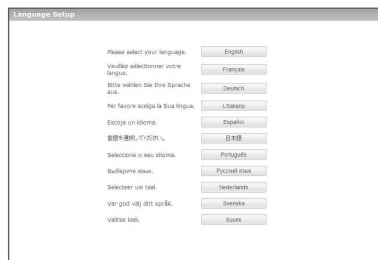 Language Setup
Please select your language. English
Veuillez sélectionner votre
langue. Français
Bitte wählen Sie Ihre Sprache
aus. Deutsch
Per favore scelga la Sua lingua. L'Italiano
Escoja un idioma. Español
言語を選択してください。 日本語
Seleccione o seu idioma. Português
Выберите язык. Русский язык
Selecteer uw taal. Nederlands
Var god välj ditt språk. Svenska
Valitse kieli. Suomi